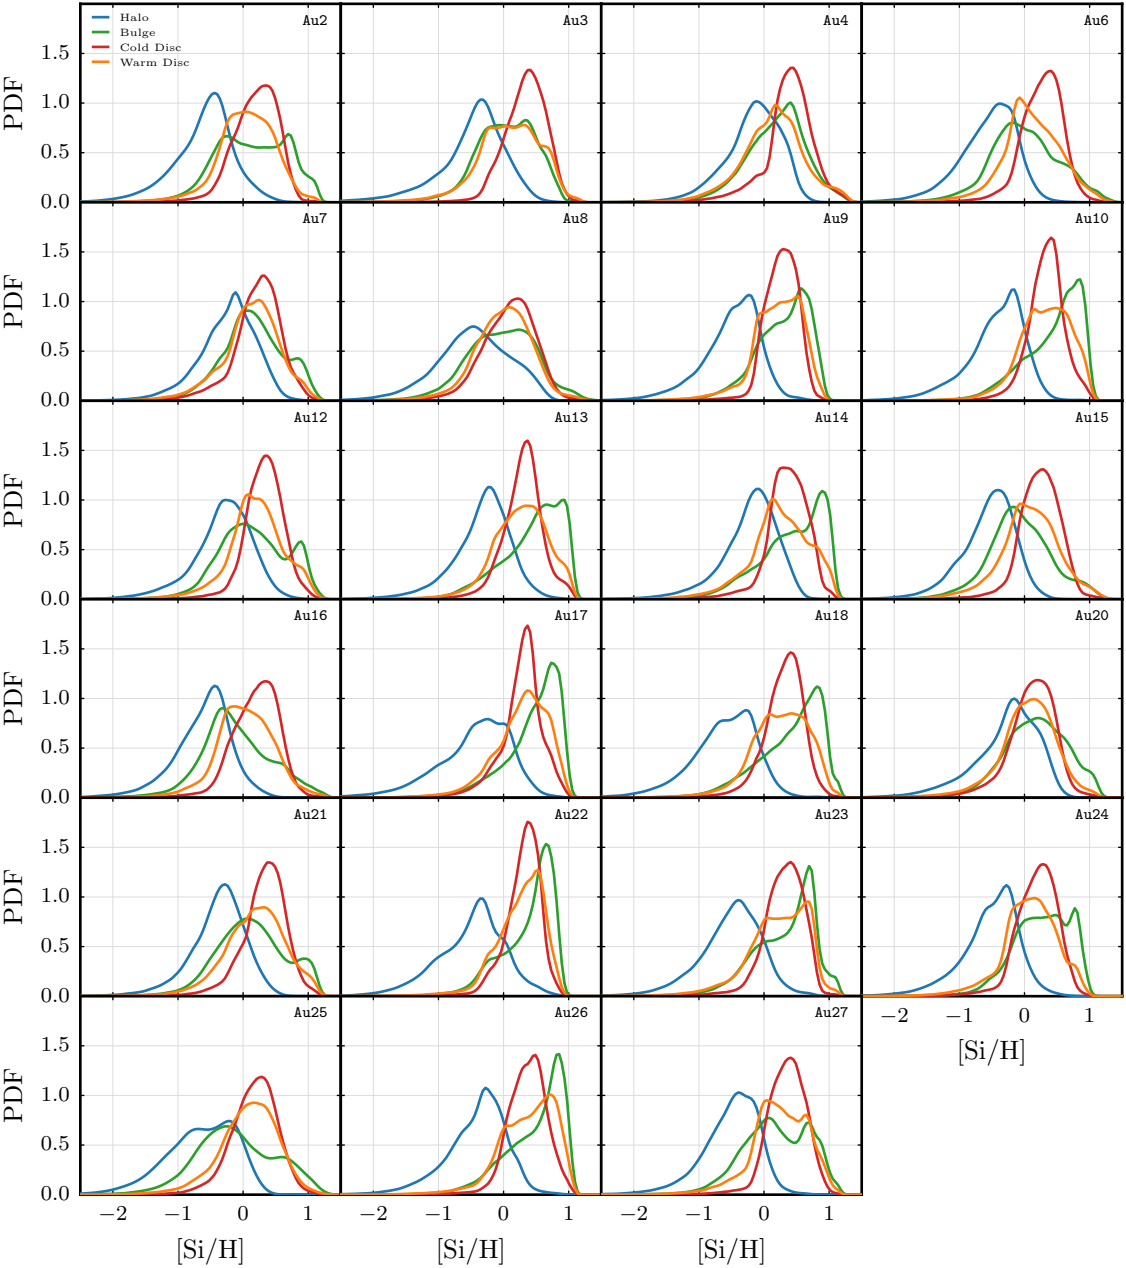 Au2 Au3 Au4 Au6
Halo
Bulge
Cold Disc
Warm Disc
PDF
1.5
1.0
0.5
0.0
Au7 Au8 Au9 Au10
PDF
1.5
1.0
0.5
0.0
Au12 Au13 Au14 Au15
PDF
1.5
1.0
0.5
0.0
Au16 Au17 Au18 Au20
PDF
1.5
1.0
0.5
0.0
Au21 Au22 Au23 Au24
PDF
1.5
1.0
0.5
0.0
−2 −1 0 1
[Si/H]
Au25 Au26 Au27
PDF
1.5
1.0
0.5
0.0
−2 −1 0 1 −2 −1 0 1 −2 −1 0 1
[Si/H] [Si/H] [Si/H]